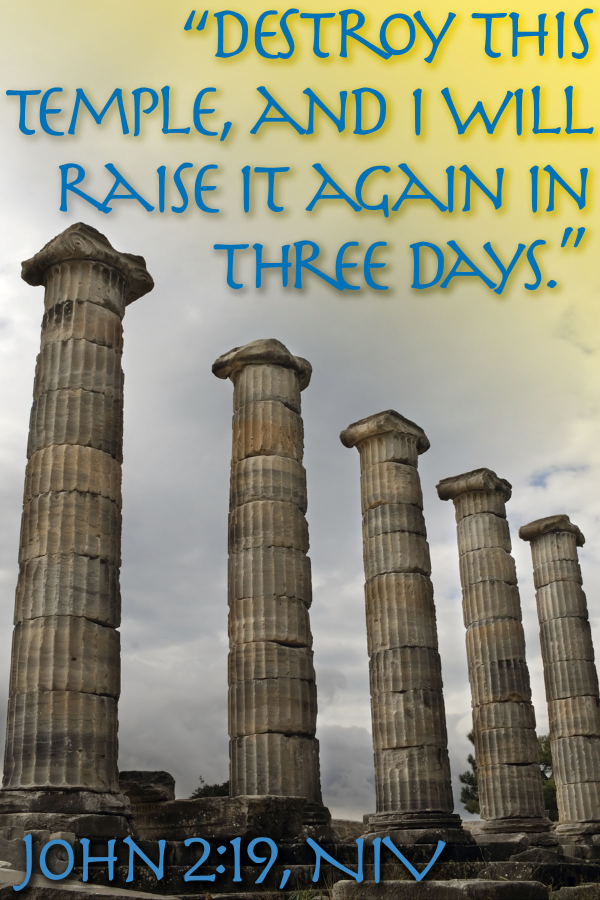 “DESTROY THIS
TEMPLE, AND I WILL
RAISE IT AGAIN IN
THREE DAYS.”
JOHN 2:19, NIV